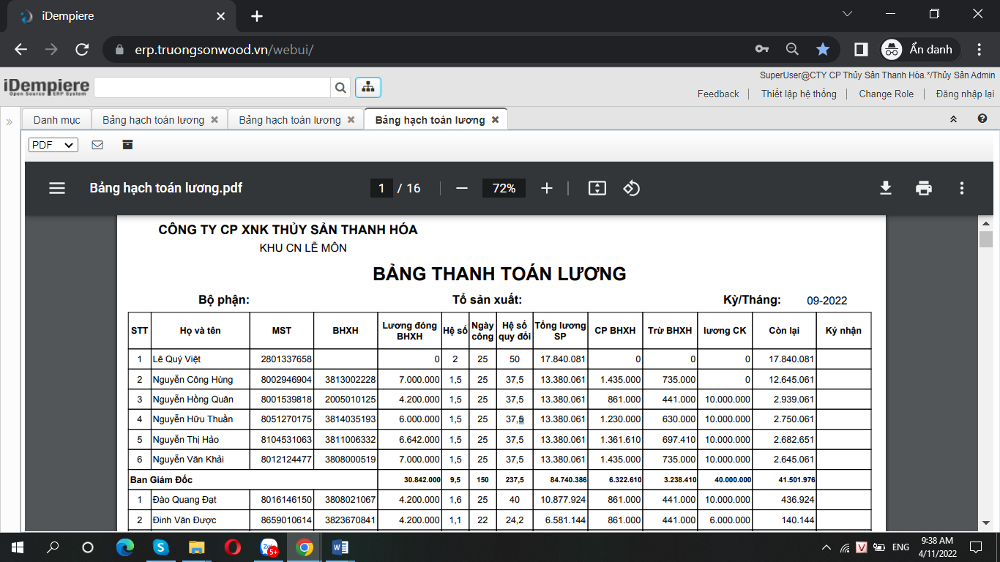 iDempiere
erp.truongsonwood.vn/webui/
Ẩn danh
iDempiere
Open Source ERP System
SuperUser@CTY CP Thủy Sản Thanh Hóa.*/Thủy Sản Admin
Feedback Thiết lập hệ thống Change Role Đăng nhập lại
Danh mục Bảng hạch toán lương Bảng hạch toán lương Bảng hạch toán lương
PDF
Bảng hạch toán lương.pdf 1 / 16 72%
CÔNG TY CP XNK THỦY SẢN THANH HÓA
KHU CN LỄ MÔN
BẢNG THANH TOÁN LƯƠNG
Bộ phận: Tổ sản xuất: Kỳ/Tháng: 09-2022
STT Họ và tên MST BHXH Lương đóng BHXH Hệ số Ngày công Hệ số quy đổi Tổng lương SP CP BHXH Trừ BHXH lương CK Còn lại Ký nhận
1 Lê Quý Việt 2801337658 0 2 25 50 17.840.081 0 0 0 17.840.081
2 Nguyễn Công Hùng 8002946904 3813002228 7.000.000 1,5 25 37,5 13.380.061 1.435.000 735.000 0 12.645.061
3 Nguyễn Hồng Quân 8001539818 2005010125 4.200.000 1,5 25 37,5 13.380.061 861.000 441.000 10.000.000 2.939.061
4 Nguyễn Hữu Thuần 8051270175 3814035193 6.000.000 1,5 25 37,5 13.380.061 1.230.000 630.000 10.000.000 2.750.061
5 Nguyễn Thị Hảo 8104531063 3811006332 6.642.000 1,5 25 37,5 13.380.061 1.361.610 697.410 10.000.000 2.682.651
6 Nguyễn Văn Khải 8012124477 3808000519 7.000.000 1,5 25 37,5 13.380.061 1.435.000 735.000 10.000.000 2.645.061
Ban Giám Đốc 30.842.000 9,5 150 237,5 84.740.386 6.322.610 3.238.410 40.000.000 41.501.976
1 Đào Quang Đạt 8016146150 3808021067 4.200.000 1,6 25 40 10.877.924 861.000 441.000 10.000.000 436.924
2 Đinh Văn Được 8659010614 3823670841 4.200.000 1,1 22 24,2 6.581.144 861.000 441.000 6.000.000 140.144
Zalo 5+
ENG
9:38 AM
4/11/2022